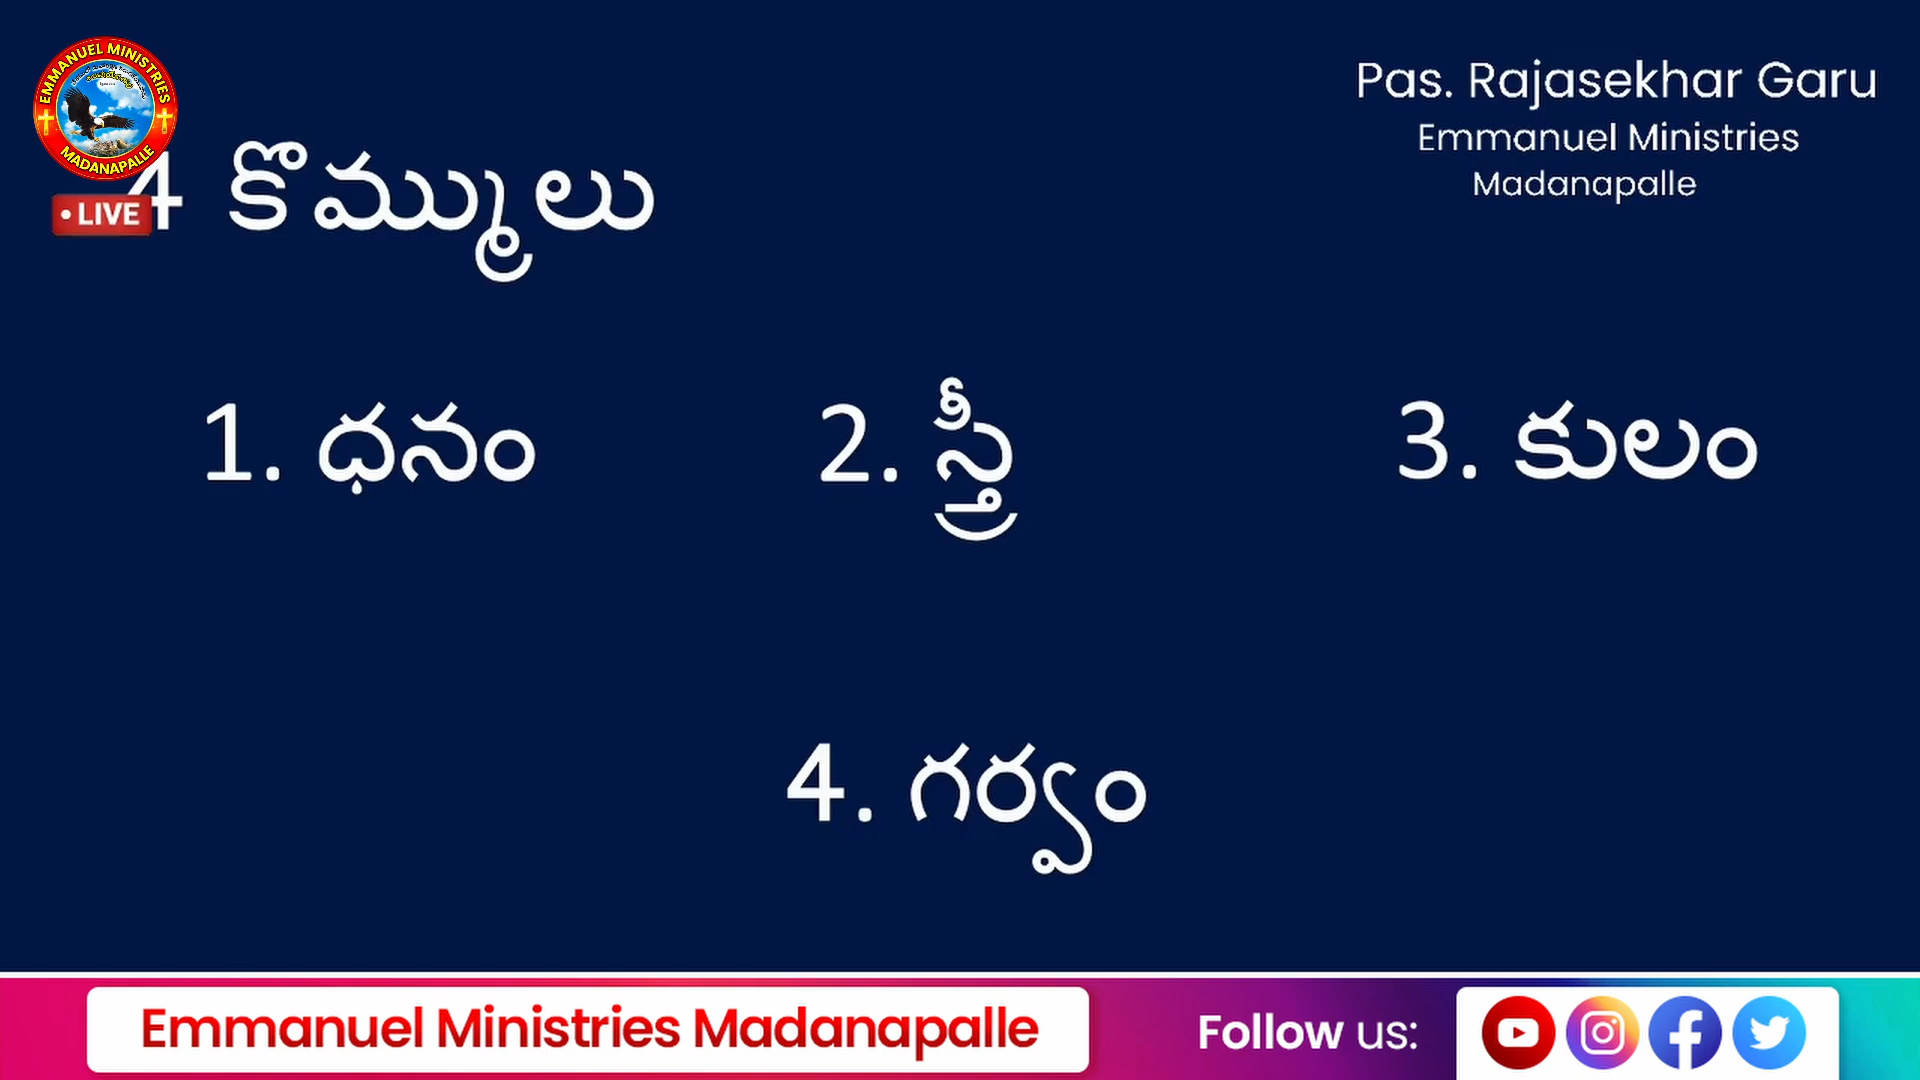 EMMANUEL MINISTRIES
MADANAPALLE
• LIVE
Pas. Rajasekhar Garu
Emmanuel Ministries
Madanapalle
4 కొమ్ములు
1. ధనం
2. స్త్రీ
3. కులం
4. గర్వం
Emmanuel Ministries Madanapalle
Follow us: